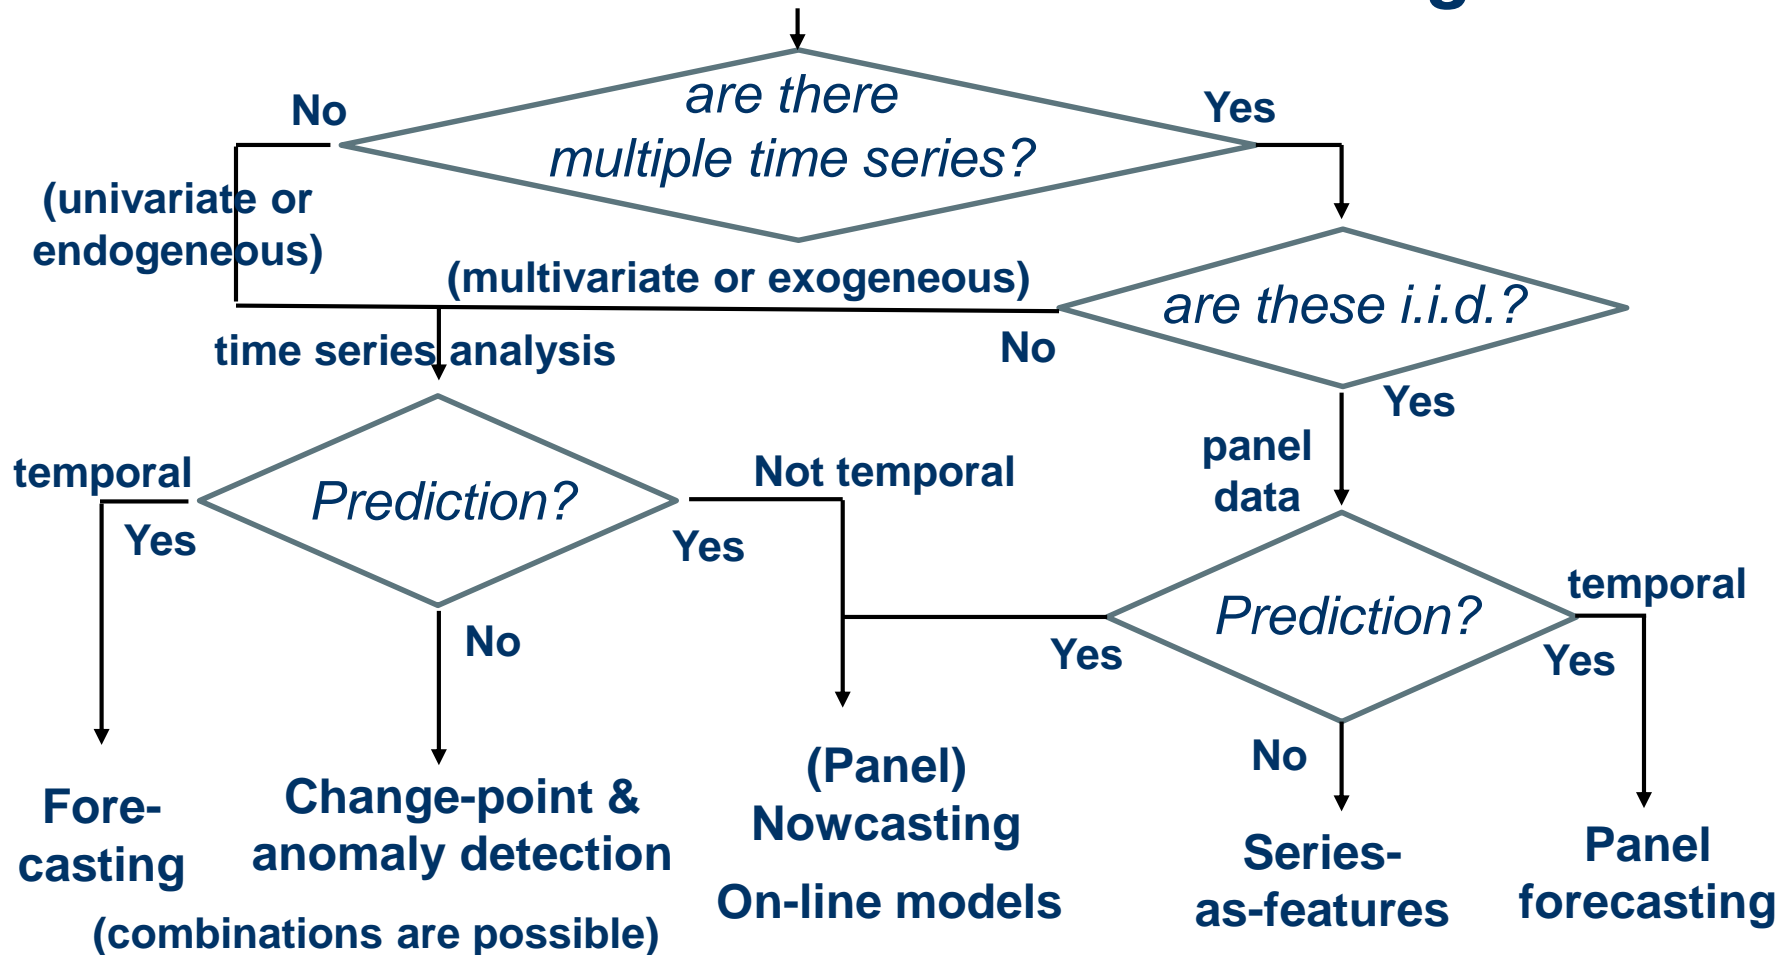 g
are there
multiple time series?
No
Yes
(univariate or
endogeneous)
(multivariate or exogeneous)
are these i.i.d.?
time series analysis
No
Yes
panel
data
temporal
Prediction?
Not temporal
Yes
Yes
No
temporal
Prediction?
Yes
Yes
No
Fore-
casting
Change-point &
anomaly detection
(combinations are possible)
(Panel)
Nowcasting
On-line models
Series-
as-features
Panel
forecasting